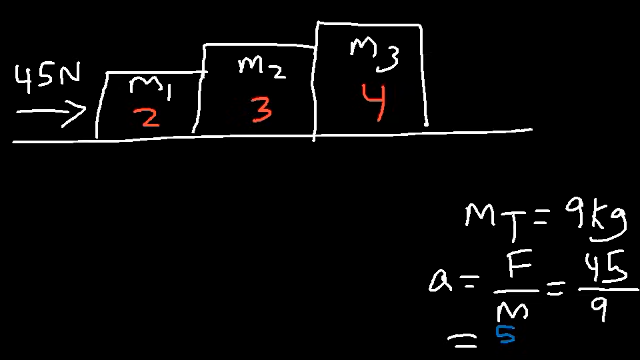 45N
m1 m2 m3
2 3 4
mT = 9kg
a = F/M = 45/9
= 5